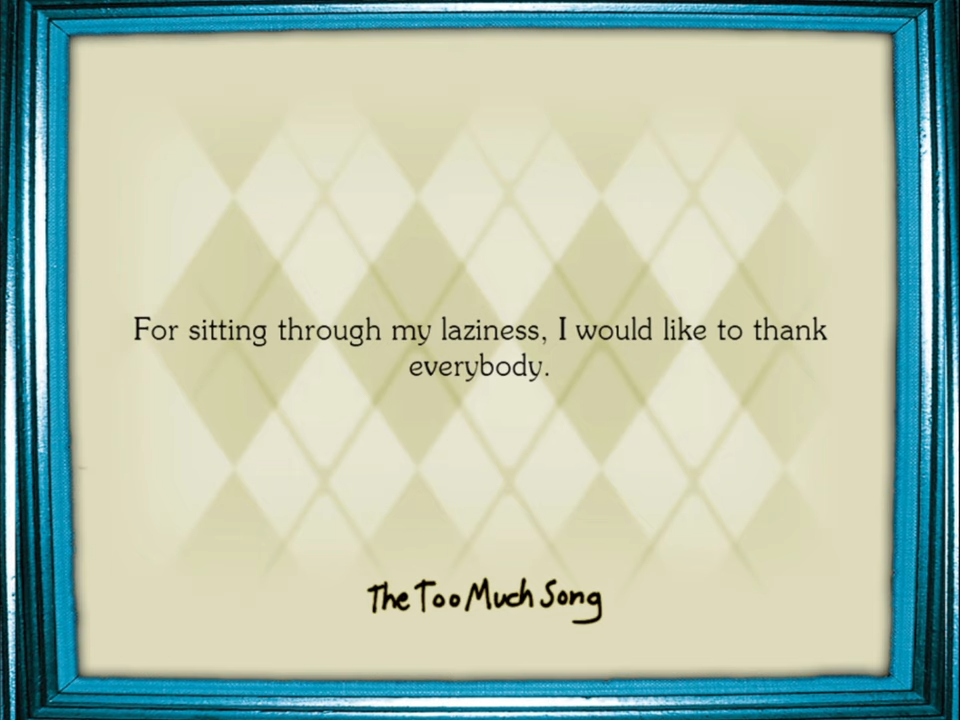 For sitting through my laziness, I would like to thank
everybody.
The Too Much Song